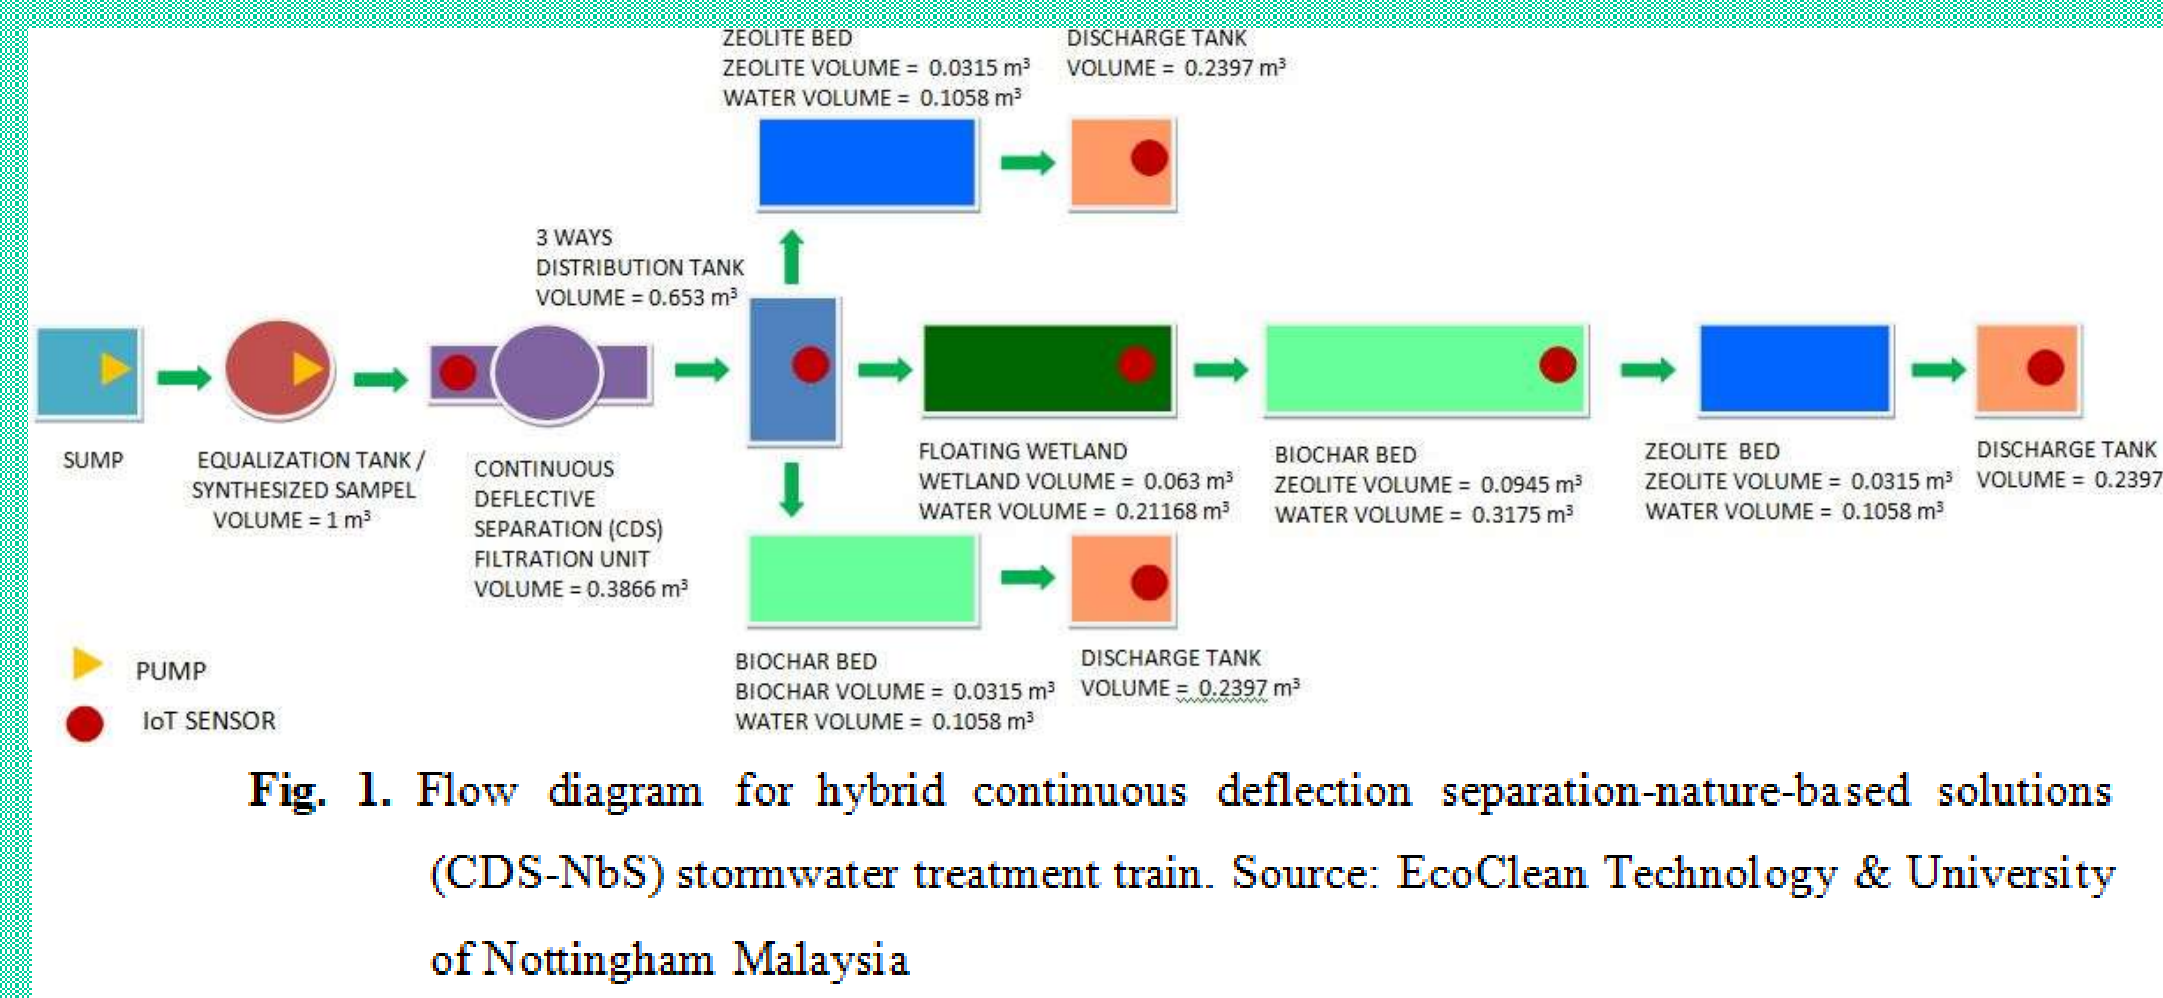 ZEOLITE BED
ZEOLITE VOLUME = 0.0315 m³
WATER VOLUME = 0.1058 m³
DISCHARGE TANK
VOLUME = 0.2397 m³
3 WAYS
DISTRIBUTION TANK
VOLUME = 0.653 m³
SUMP
EQUALIZATION TANK /
SYNTHESIZED SAMPEL
VOLUME = 1 m³
CONTINUOUS
DEFLECTIVE
SEPARATION (CDS)
FILTRATION UNIT
VOLUME = 0.3866 m³
FLOATING WETLAND
WETLAND VOLUME = 0.063 m³
WATER VOLUME = 0.21168 m³
BIOCHAR BED
ZEOLITE VOLUME = 0.0945 m³
WATER VOLUME = 0.3175 m³
ZEOLITE BED
ZEOLITE VOLUME = 0.0315 m³
WATER VOLUME = 0.1058 m³
DISCHARGE TANK
VOLUME = 0.2397
BIOCHAR BED
BIOCHAR VOLUME = 0.0315 m³
WATER VOLUME = 0.1058 m³
DISCHARGE TANK
VOLUME = 0.2397 m³
PUMP
IoT SENSOR
Fig. 1. Flow diagram for hybrid continuous deflection separation-nature-based solutions
(CDS-NbS) stormwater treatment train. Source: EcoClean Technology & University
of Nottingham Malaysia